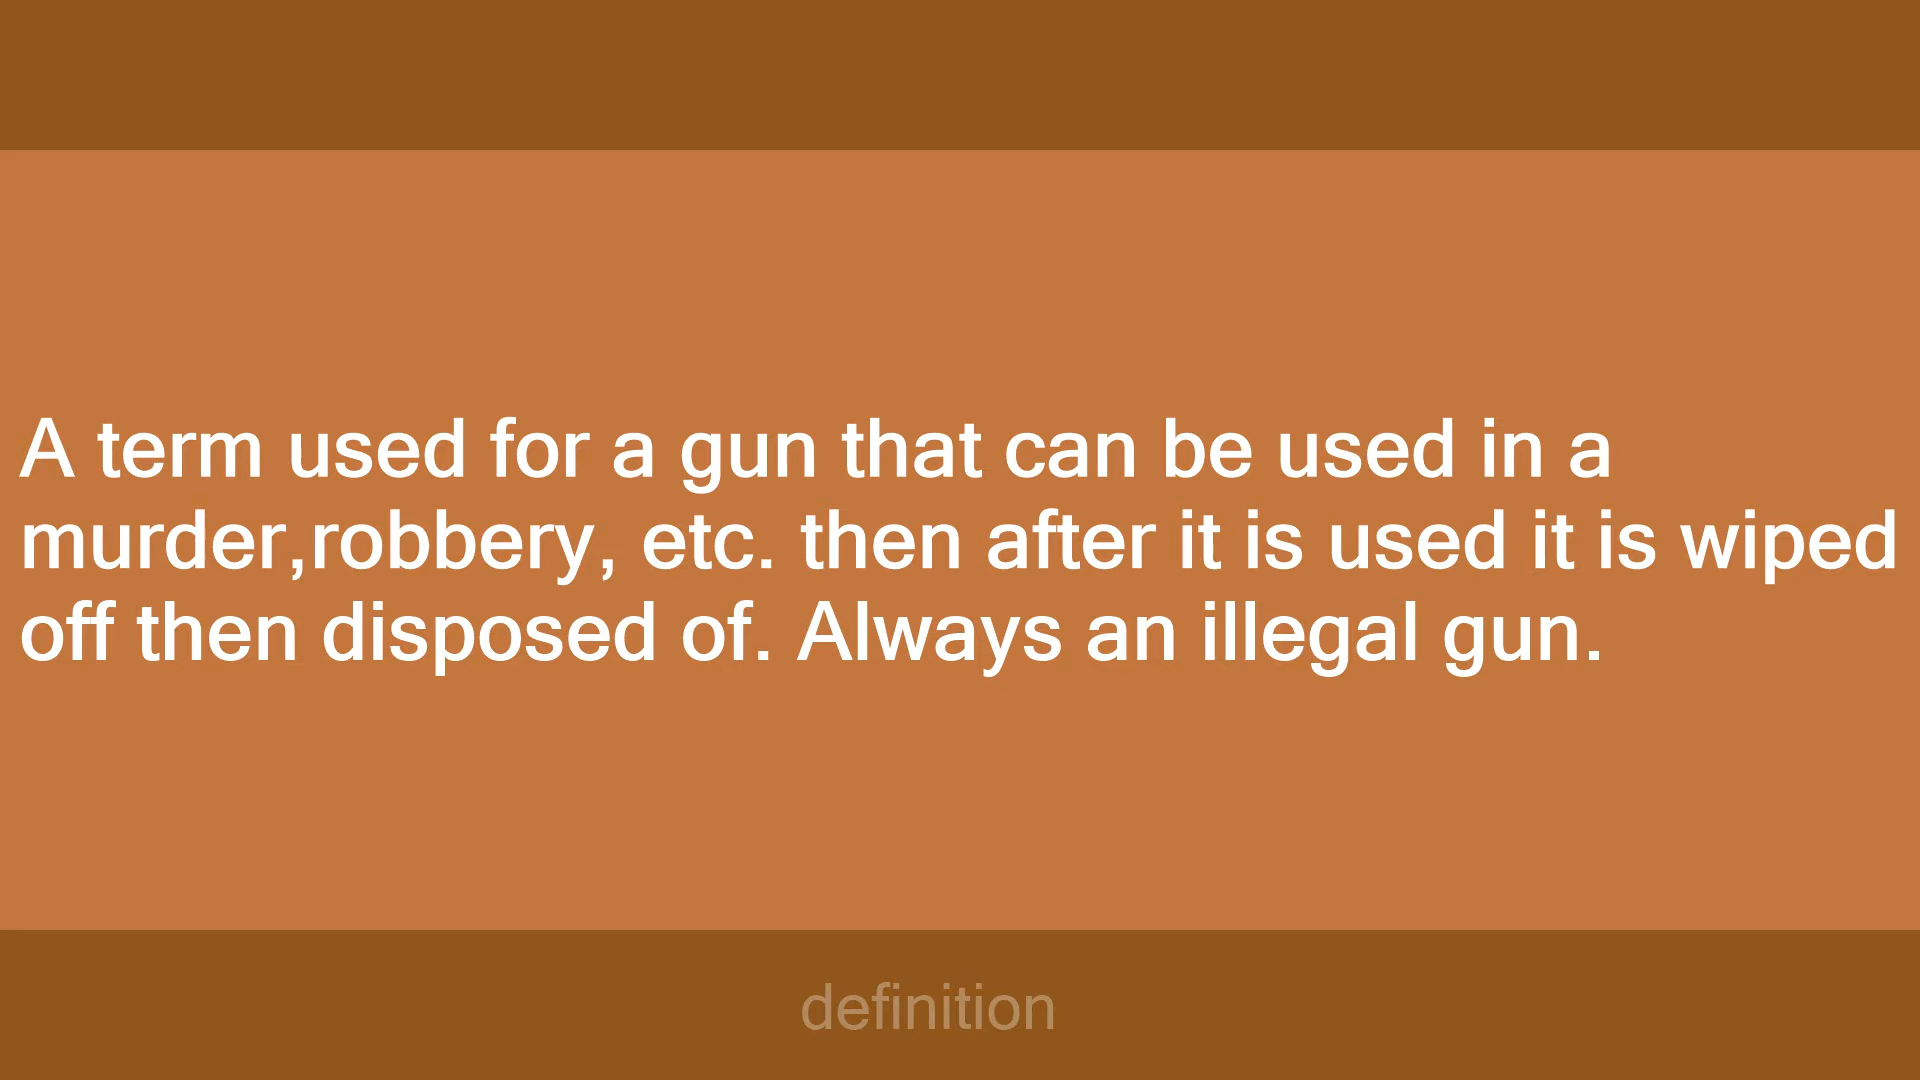 A term used for a gun that can be used in a
murder,robbery, etc. then after it is used it is wiped
off then disposed of. Always an illegal gun.
definition